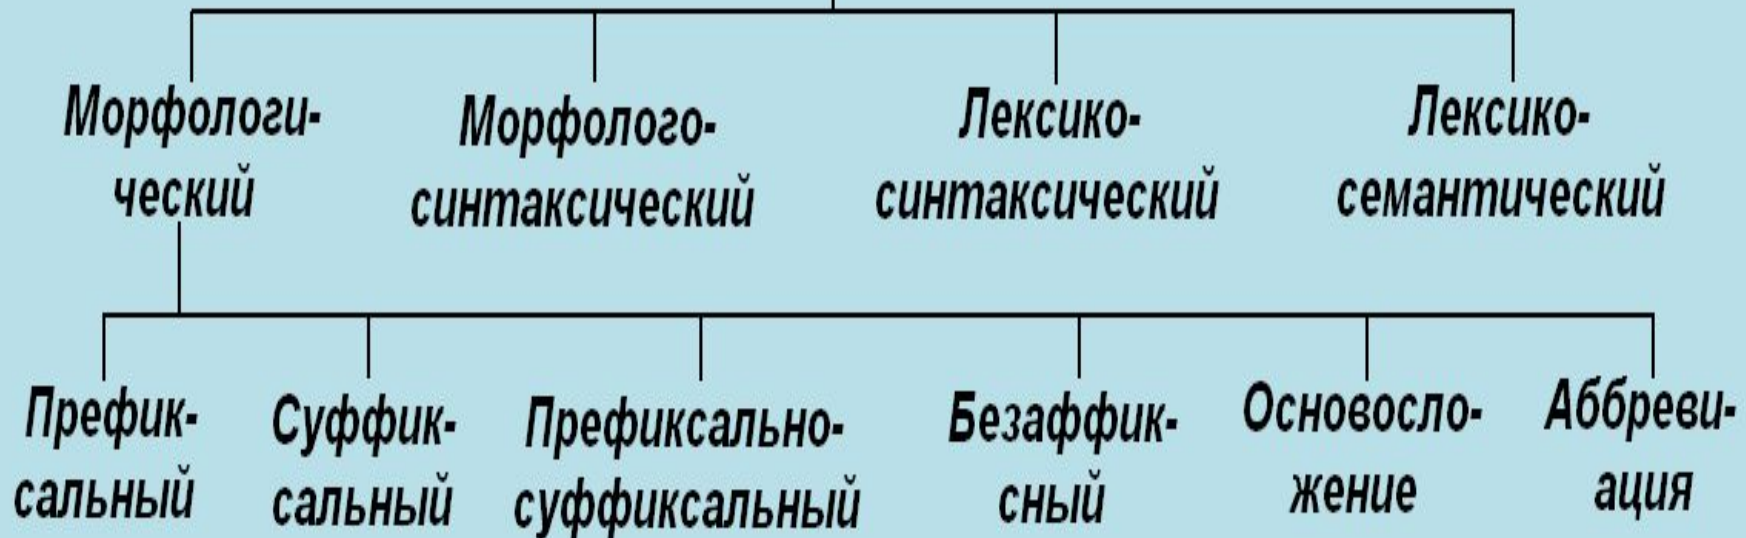 Морфологи-
ческий
Морфолого-
синтаксический
Лексико-
синтаксический
Лексико-
семантический
Префик-
сальный
Суффик-
сальный
Префиксально-
суффиксальный
Безаффик-
сный
Основосло-
жение
Аббреви-
ация